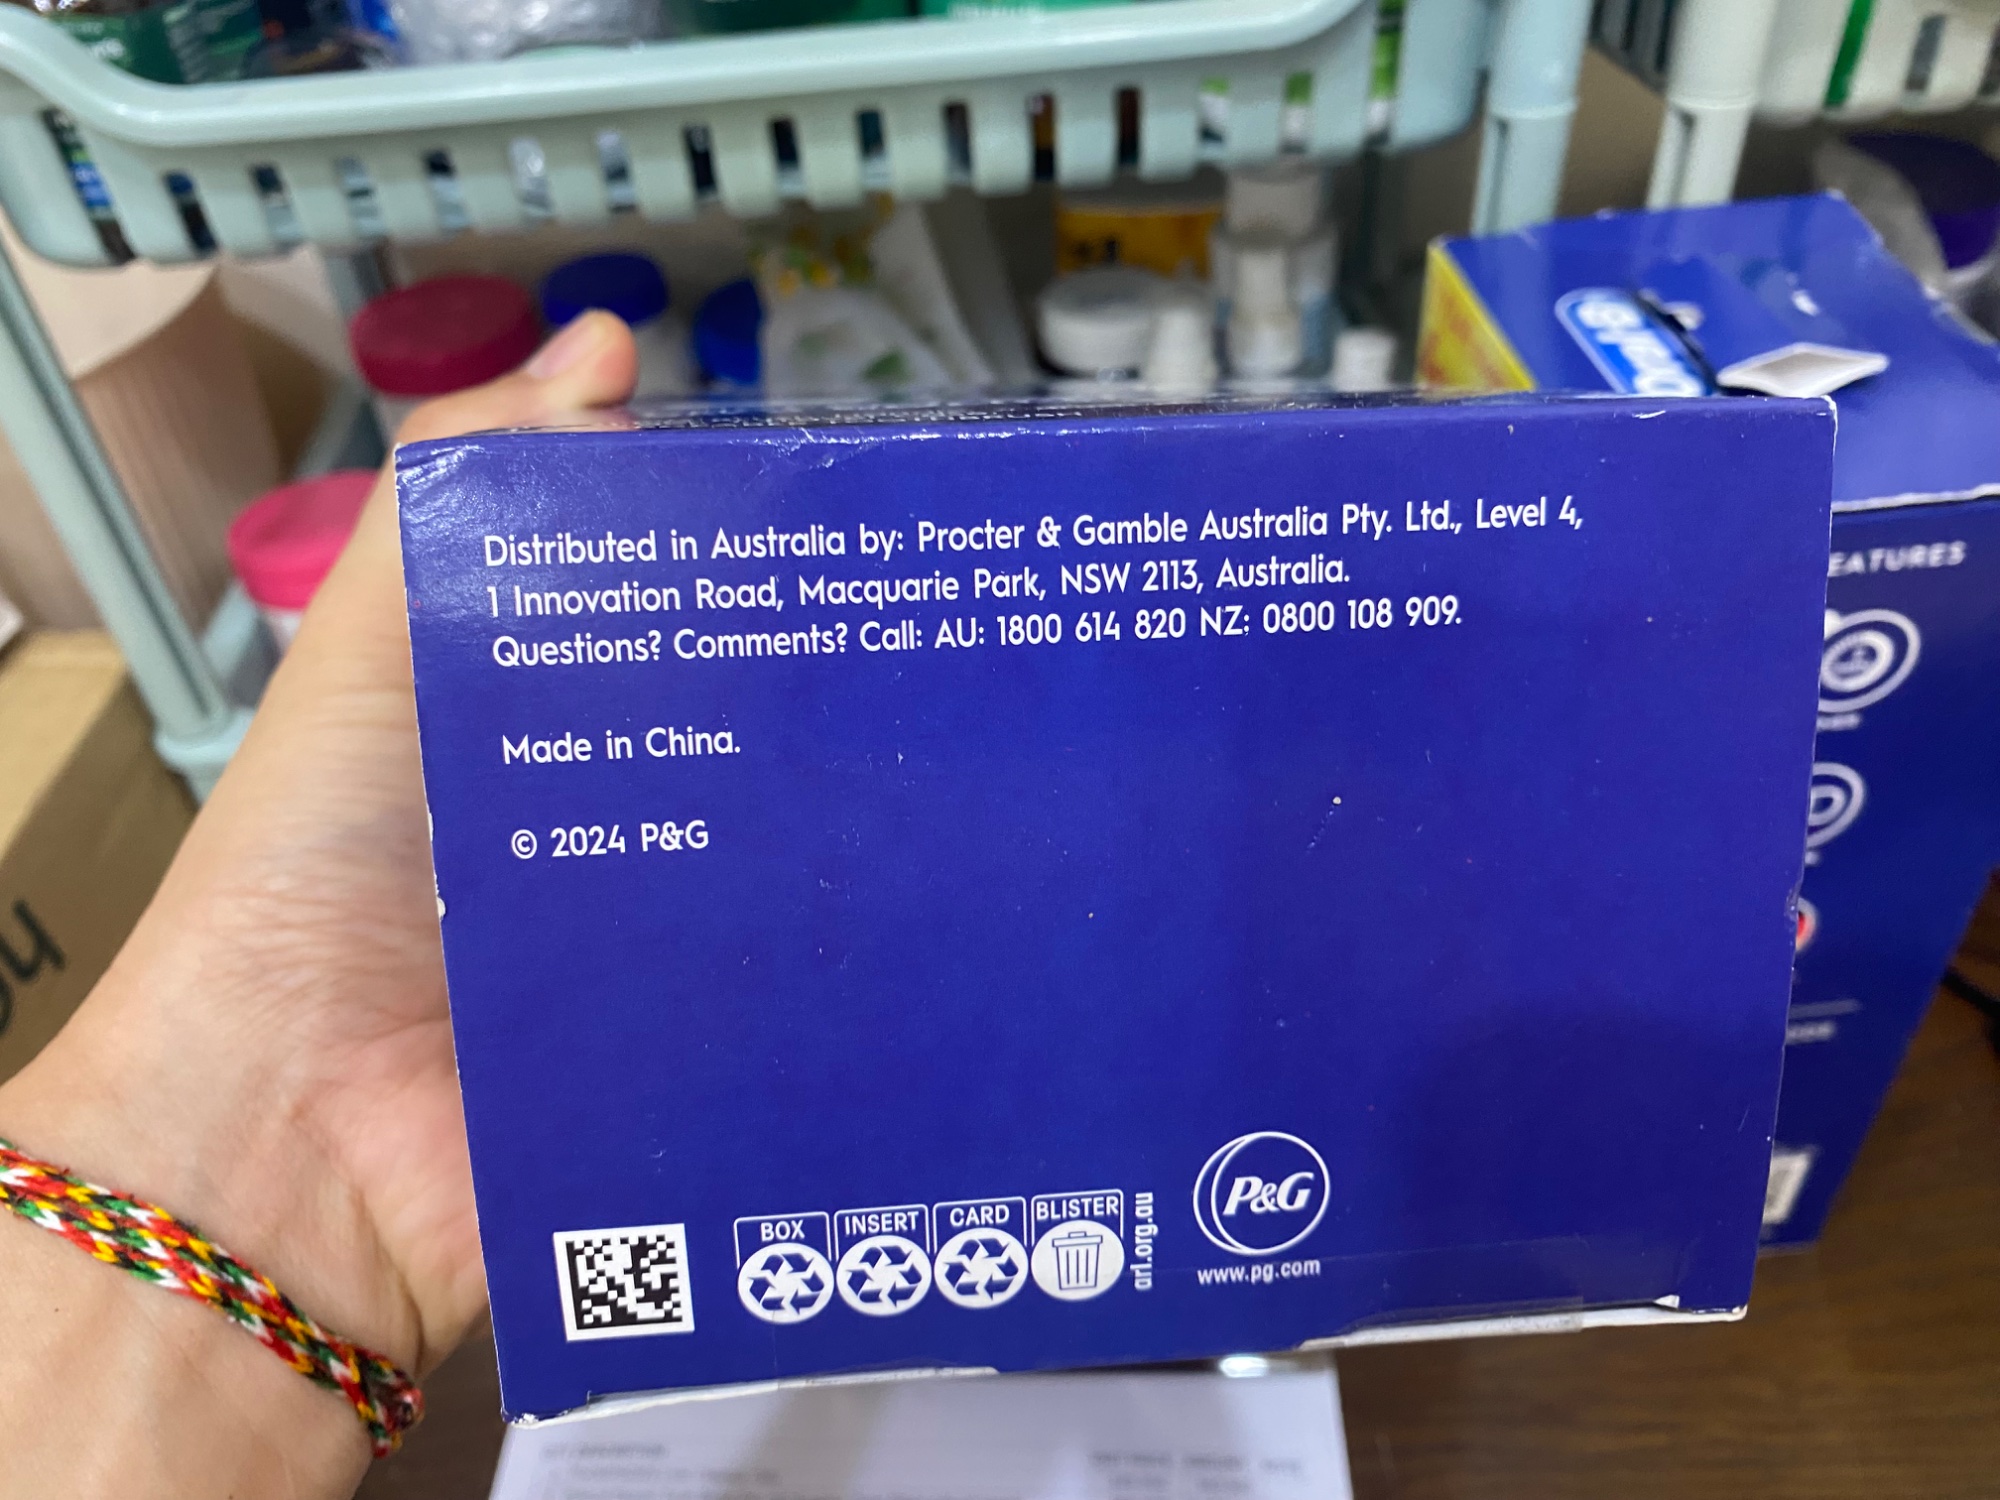 Distributed in Australia by: Procter & Gamble Australia Pty. Ltd., Level 4,
1 Innovation Road, Macquarie Park, NSW 2113, Australia.
Questions? Comments? Call: AU: 1800 614 820 NZ: 0800 108 909.
Made in China.
© 2024 P&G
BOX
INSERT
CARD
BLISTER
arl.org.au
P&G
www.pg.com
EATURES
Oral-B